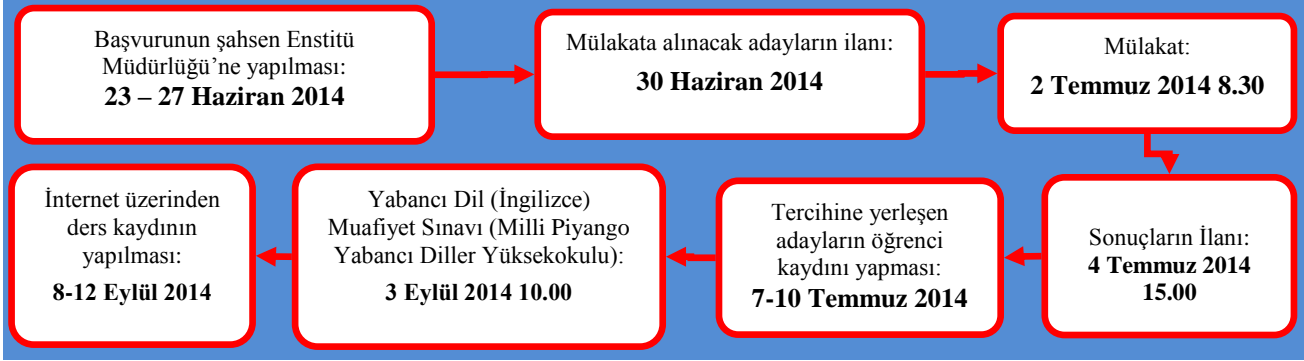 Başvurunun şahsen Enstitü
Müdürlüğü’ne yapılması:
23 – 27 Haziran 2014
Mülakata alınacak adayların ilanı:
30 Haziran 2014
Mülakat:
2 Temmuz 2014 8.30
Sonuçların İlanı:
4 Temmuz 2014
15.00
Tercihine yerleşen
adayların öğrenci
kaydını yapması:
7-10 Temmuz 2014
Yabancı Dil (İngilizce)
Muafiyet Sınavı (Milli Piyango
Yabancı Diller Yüksekokulu):
3 Eylül 2014 10.00
İnternet üzerinden
ders kaydının
yapılması:
8-12 Eylül 2014